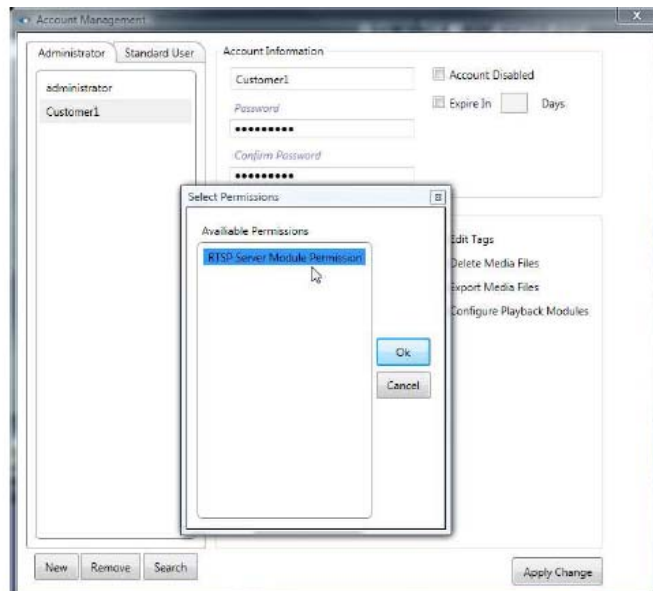 Account Management
X
Administrator
Standard User
administrator
Customer1
Account Information
Customer1
Account Disabled
Expire In
Days
Password
•••••••••
Confirm Password
•••••••••
Select Permissions
Availiable Permissions
RTSP Server Module Permission
Ok
Cancel
Edit Tags
Delete Media Files
Export Media Files
Configure Playback Modules
New
Remove
Search
Apply Change